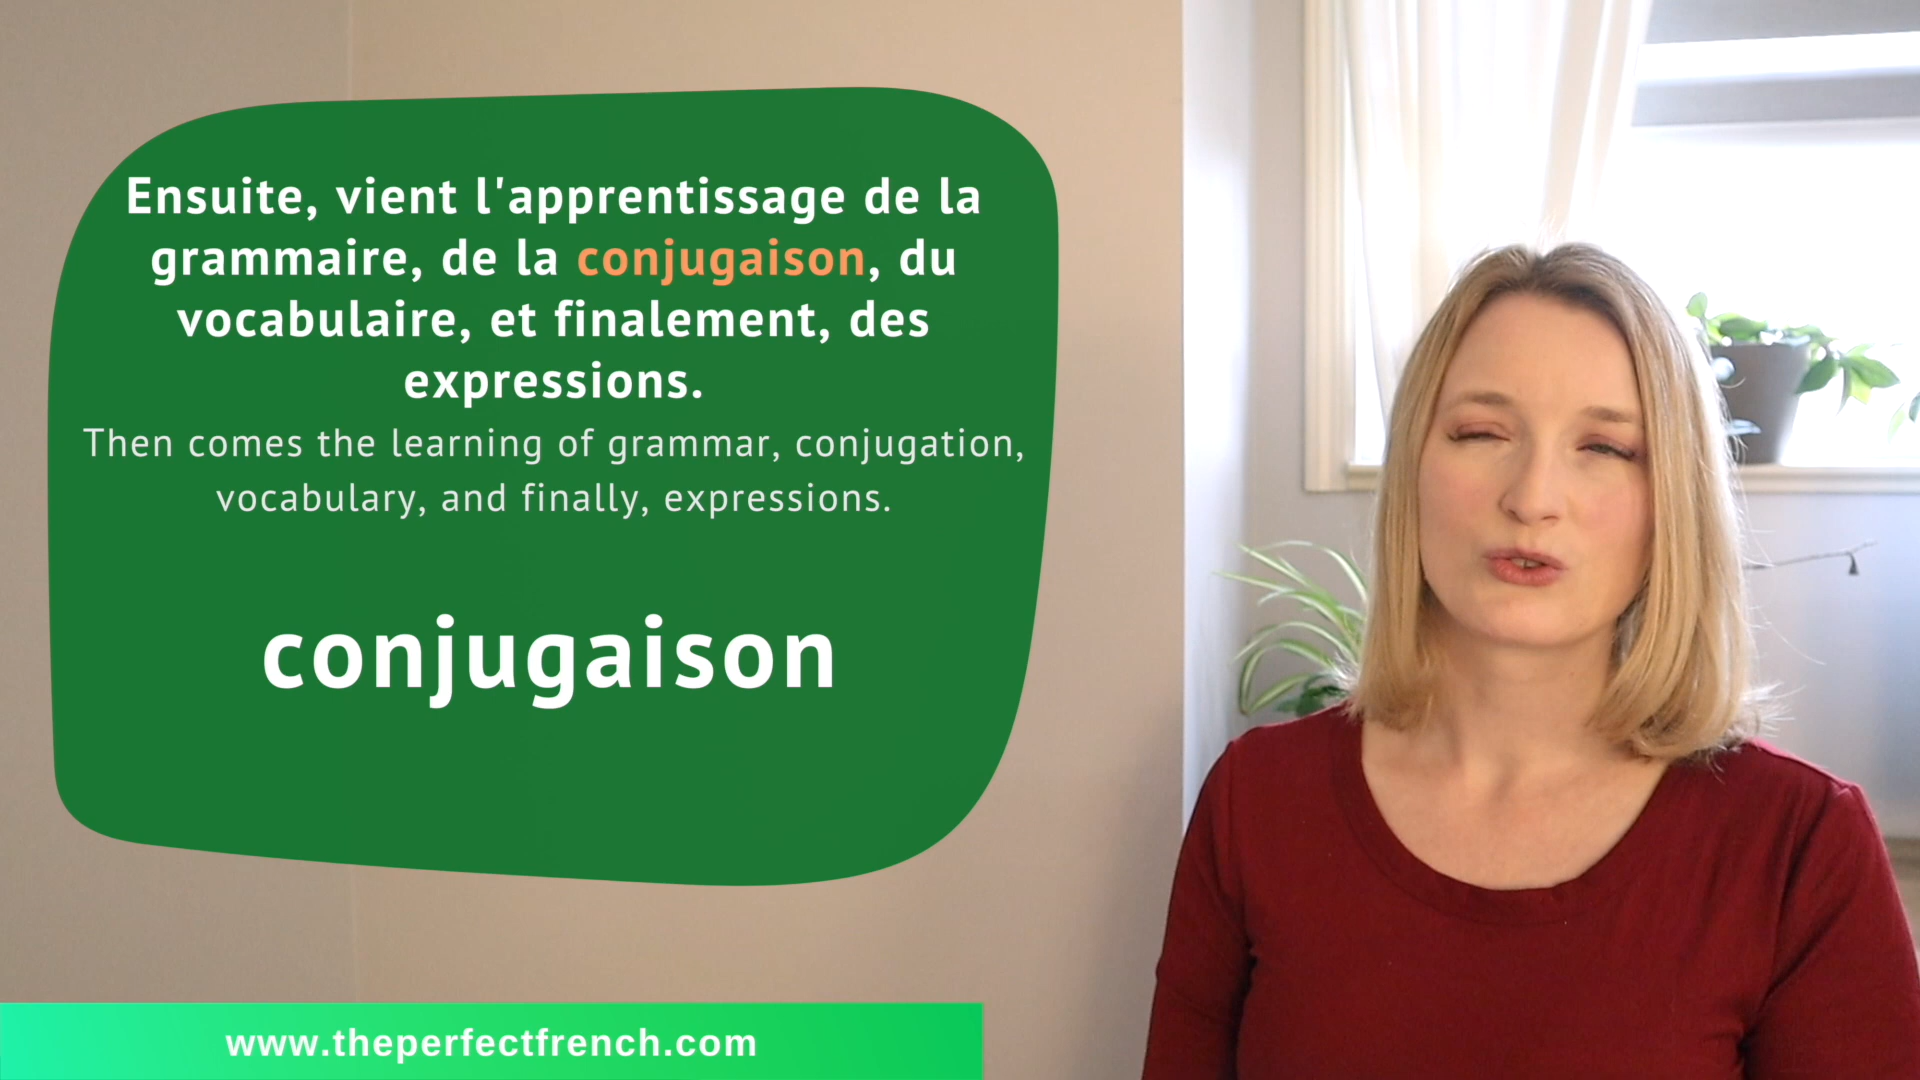 Ensuite, vient l'apprentissage de la
grammaire, de la conjugaison, du
vocabulaire, et finalement, des
expressions.
Then comes the learning of grammar, conjugation,
vocabulary, and finally, expressions.
conjugaison
www.theperfectfrench.com